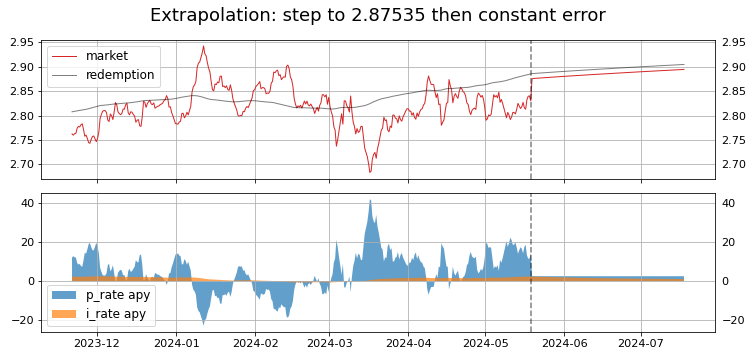 Extrapolation: step to 2.87535 then constant error
2.95 2.95
2.90 2.90
2.85 2.85
2.80 2.80
2.75 2.75
2.70 2.70
market
redemption
40 40
20 20
0 0
−20 −20
p_rate apy
i_rate apy
2023-12 2024-01 2024-02 2024-03 2024-04 2024-05 2024-06 2024-07